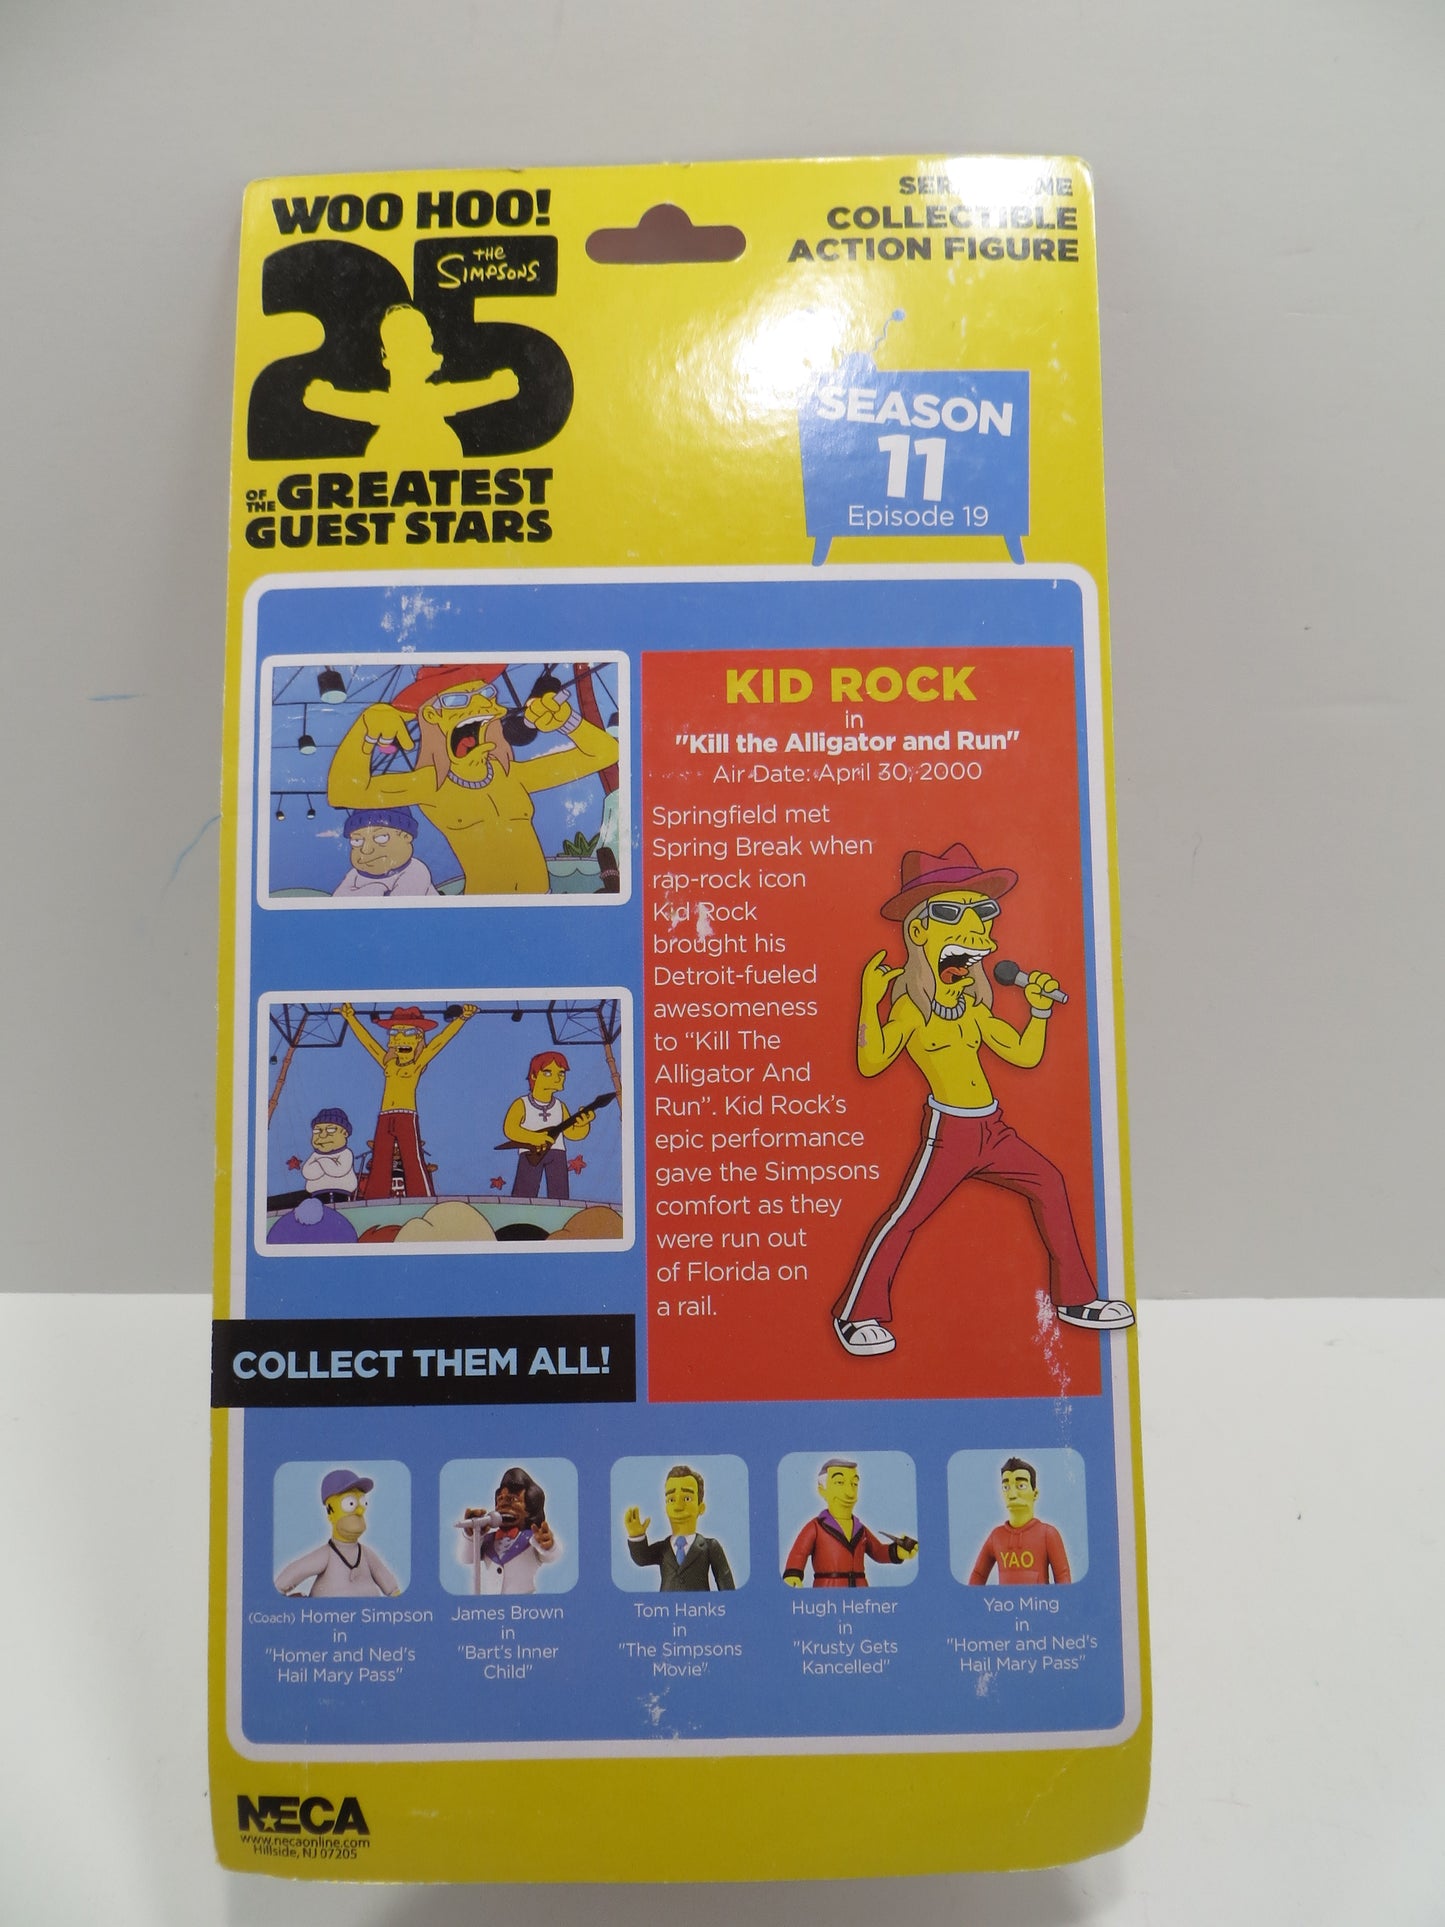 WOO HOO!
THE
SIMPSONS
25
OF THE GREATEST
GUEST STARS
COLLECTIBLE
ACTION FIGURE
SEASON
11
Episode 19
KID ROCK
in
"Kill the Alligator and Run"
Air Date: April 30, 2000
Springfield met
Spring Break when
rap-rock icon
Kid Rock
brought his
Detroit-fueled
awesomeness
to “Kill The
Alligator And
Run”. Kid Rock’s
epic performance
gave the Simpsons
comfort as they
were run out
of Florida on
a rail.
COLLECT THEM ALL!
YAO
(Coach) Homer Simpson
in
"Homer and Ned's
Hail Mary Pass"
James Brown
in
"Bart's Inner
Child"
Tom Hanks
in
"The Simpsons
Movie"
Hugh Hefner
in
"Krusty Gets
Kancelled"
Yao Ming
in
"Homer and Ned's
Hail Mary Pass"
NECA
www.necaonline.com
Hillside, NJ 07205